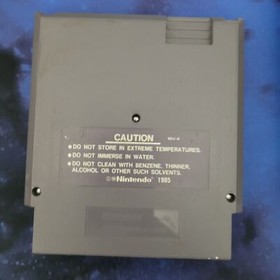 CAUTION
• DO NOT STORE IN EXTREME TEMPERATURES.
• DO NOT IMMERSE IN WATER.
• DO NOT CLEAN WITH BENZENE, THINNER,
ALCOHOL OR OTHER SUCH SOLVENTS.
©®Nintendo 1985